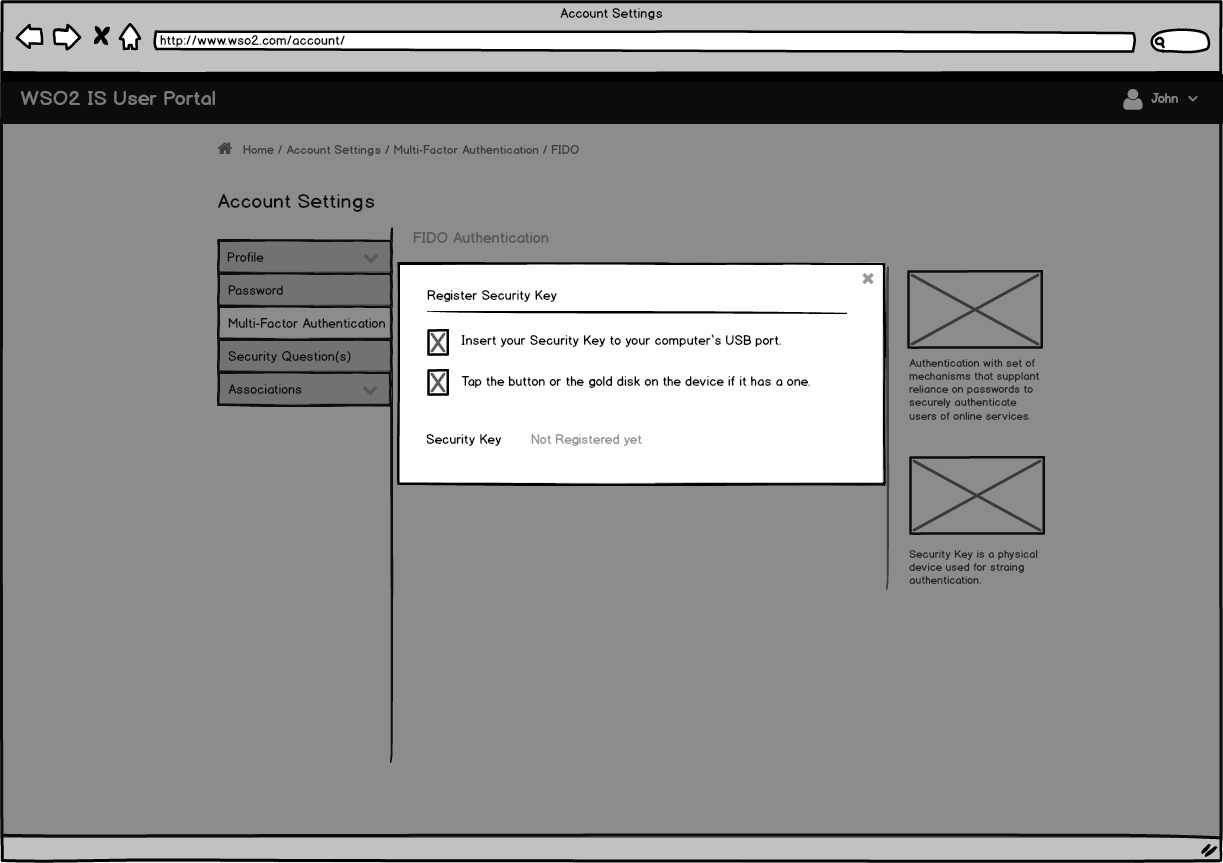 Account Settings
http://www.wso2.com/account/
WSO2 IS User Portal
John
Home / Account Settings / Multi-Factor Authentication / FIDO
Account Settings
Profile
Password
Multi-Factor Authentication
Security Question(s)
Associations
FIDO Authentication
Register Security Key
Insert your Security Key to your computer`s USB port.
Tap the button or the gold disk on the device if it has a one.
Security Key Not Registered yet
Authentication with set of
mechanisms that supplant
reliance on passwords to
securely authenticate
users of online services.
Security Key is a physical
device used for straing
authentication.